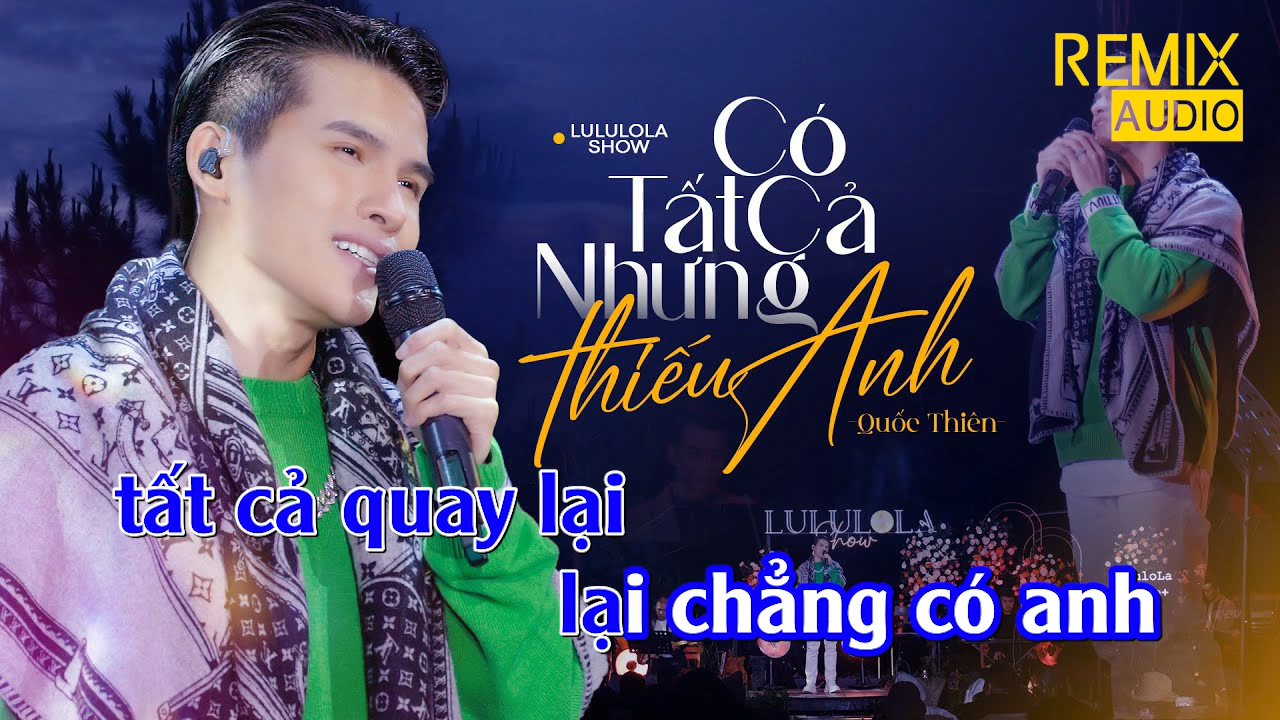 REMIX
AUDIO
LULULOLA
SHOW
Có
Tất Cả
Nhưng
Thiếu Anh
-Quốc Thiên-
tất cả quay lại
LULULOLA
Show
lại chẳng có anh